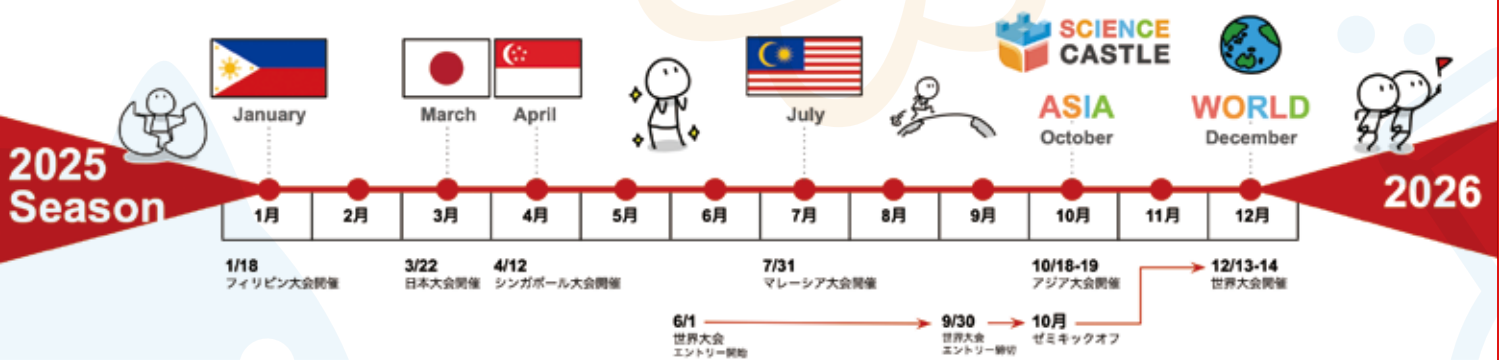 SCIENCE
CASTLE
January
March
April
July
ASIA
October
WORLD
December
2025
Season
2026
1月
2月
3月
4月
5月
6月
7月
8月
9月
10月
11月
12月
1/18
フィリピン大会開催
3/22
日本大会開催
4/12
シンガポール大会開催
7/31
マレーシア大会開催
10/18-19
アジア大会開催
12/13-14
世界大会開催
6/1
世界大会
エントリー開始
9/30
世界大会
エントリー締切
10月
ゼミキックオフ